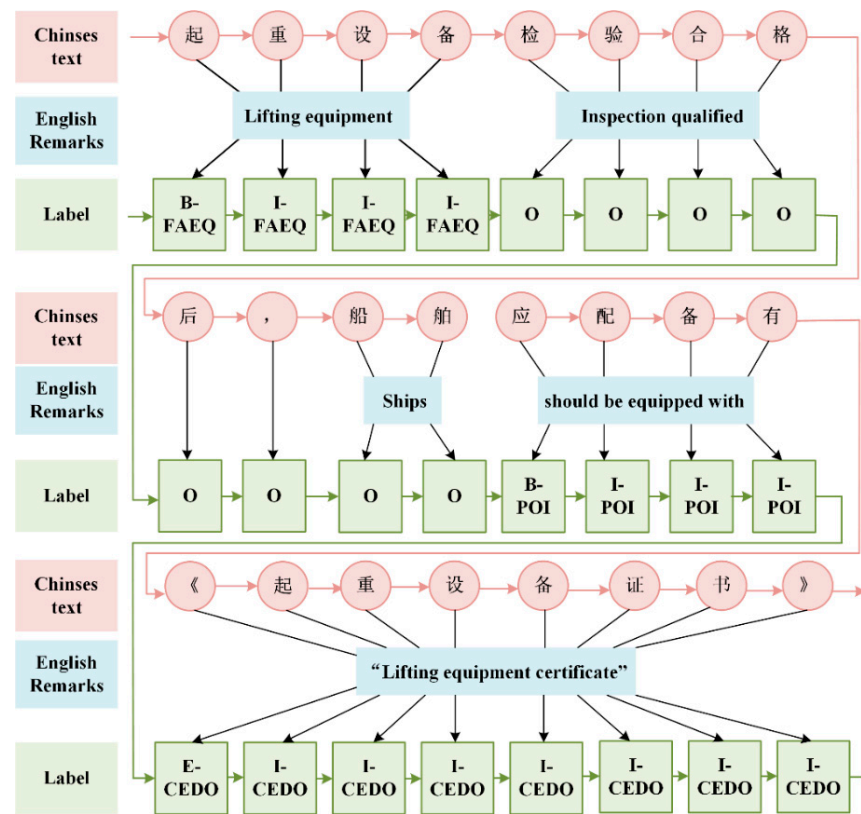 Chinses text 起 重 设 备 检 验 合 格
English Remarks Lifting equipment Inspection qualified
Label B-FAEQ I-FAEQ I-FAEQ I-FAEQ O O O O
Chinses text 后 ， 船 舶 应 配 备 有
English Remarks Ships should be equipped with
Label O O O O B-POI I-POI I-POI I-POI
Chinses text 《 起 重 设 备 证 书 》
English Remarks “Lifting equipment certificate”
Label E-CEDO I-CEDO I-CEDO I-CEDO I-CEDO I-CEDO I-CEDO I-CEDO